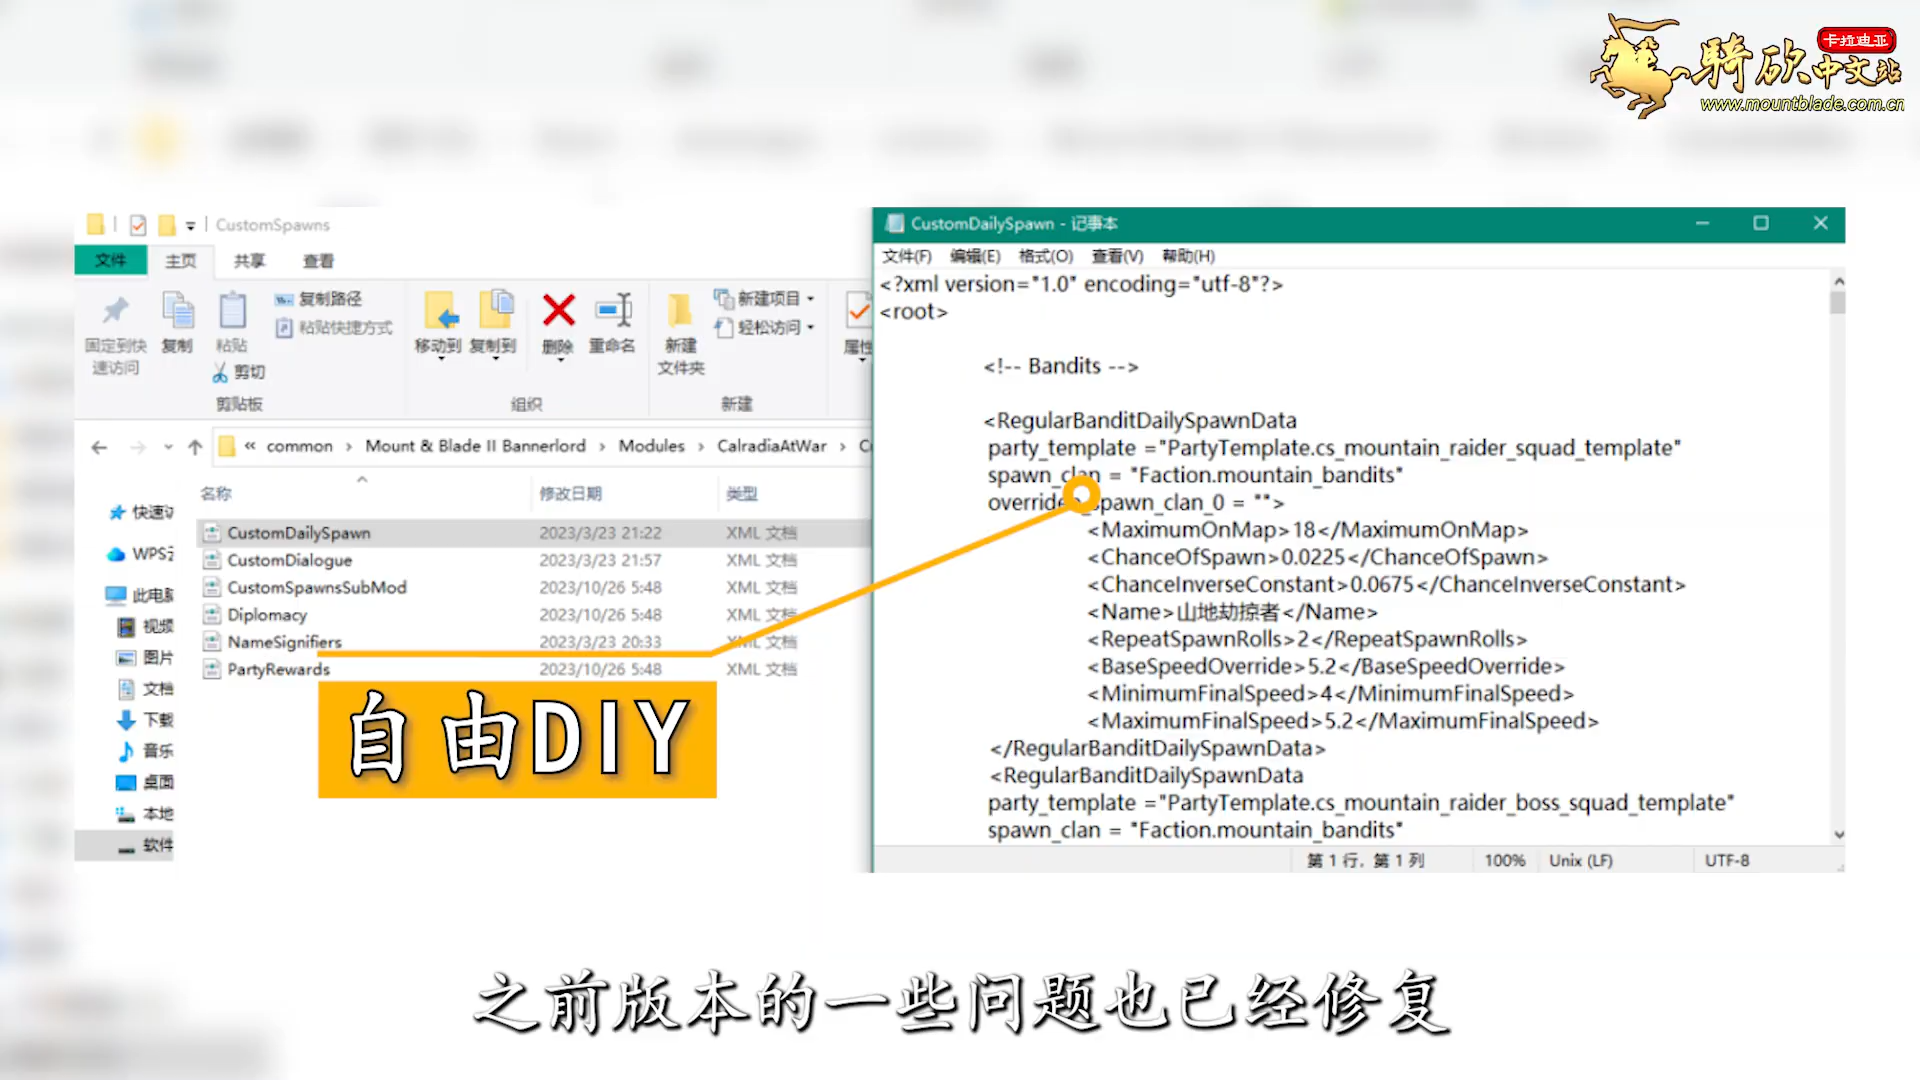 卡拉迪亚
骑砍中文站
www.mountblade.com.cn
CustomSpawns
文件 主页 共享 查看
固定到快速访问
复制
粘贴
复制路径
粘贴快捷方式
剪切
剪贴板
移动到 复制到 删除 重命名
组织
新建文件夹
新建项目
轻松访问
新建
属性
« common › Mount & Blade II Bannerlord › Modules › CalradiaAtWar ›
名称 修改日期 类型
快速
WPS
此电脑
视频
图片
文档
下载
音乐
桌面
本地
软件
CustomDailySpawn 2023/3/23 21:22 XML 文档
CustomDialogue 2023/3/23 21:57 XML 文档
CustomSpawnsSubMod 2023/10/26 5:48 XML 文档
Diplomacy 2023/10/26 5:48 XML 文档
NameSignifiers 2023/3/23 20:33 XML 文档
PartyRewards 2023/10/26 5:48 XML 文档
自由DIY
CustomDailySpawn - 记事本
文件(F) 编辑(E) 格式(O) 查看(V) 帮助(H)
<?xml version="1.0" encoding="utf-8"?>
<root>
<!-- Bandits -->
<RegularBanditDailySpawnData
party_template ="PartyTemplate.cs_mountain_raider_squad_template"
spawn_clan = "Faction.mountain_bandits"
spawn_clan_0 = "">
<MaximumOnMap>18</MaximumOnMap>
<ChanceOfSpawn>0.0225</ChanceOfSpawn>
<ChanceInverseConstant>0.0675</ChanceInverseConstant>
<Name>山地劫掠者</Name>
<RepeatSpawnRolls>2</RepeatSpawnRolls>
<BaseSpeedOverride>5.2</BaseSpeedOverride>
<MinimumFinalSpeed>4</MinimumFinalSpeed>
<MaximumFinalSpeed>5.2</MaximumFinalSpeed>
</RegularBanditDailySpawnData>
<RegularBanditDailySpawnData
party_template ="PartyTemplate.cs_mountain_raider_boss_squad_template"
spawn_clan = "Faction.mountain_bandits"
第 1 行，第 1 列 100% Unix (LF) UTF-8
之前版本的一些问题也已经修复